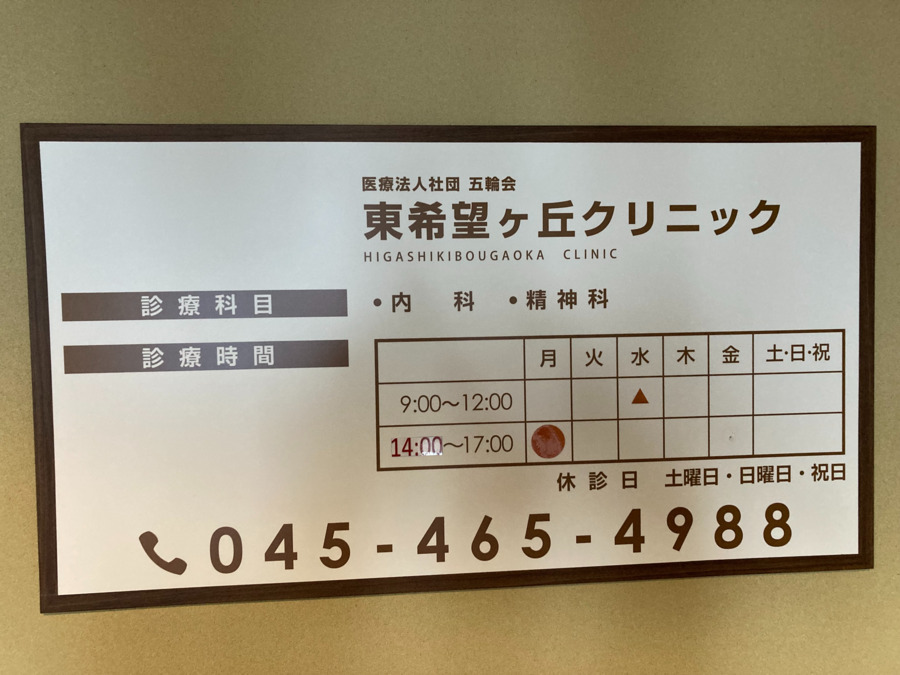 医療法人社団 五輪会
東希望ヶ丘クリニック
HIGASHIKIBOUGAOKA CLINIC
診療科目 ・内 科 ・精神科
診療時間
月 火 水 木 金 土・日・祝
9:00〜12:00 ▲
14:00〜17:00 ●
休診日 土曜日・日曜日・祝日
045-465-4988